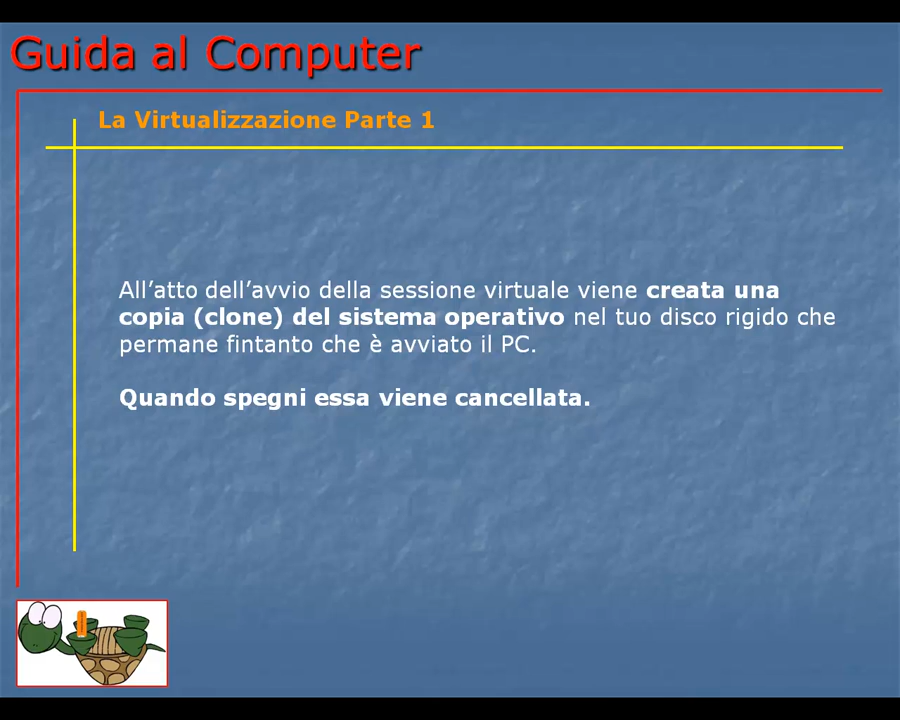 Guida al Computer
La Virtualizzazione Parte 1
All’atto dell’avvio della sessione virtuale viene creata una
copia (clone) del sistema operativo nel tuo disco rigido che
permane fintanto che è avviato il PC.
Quando spegni essa viene cancellata.